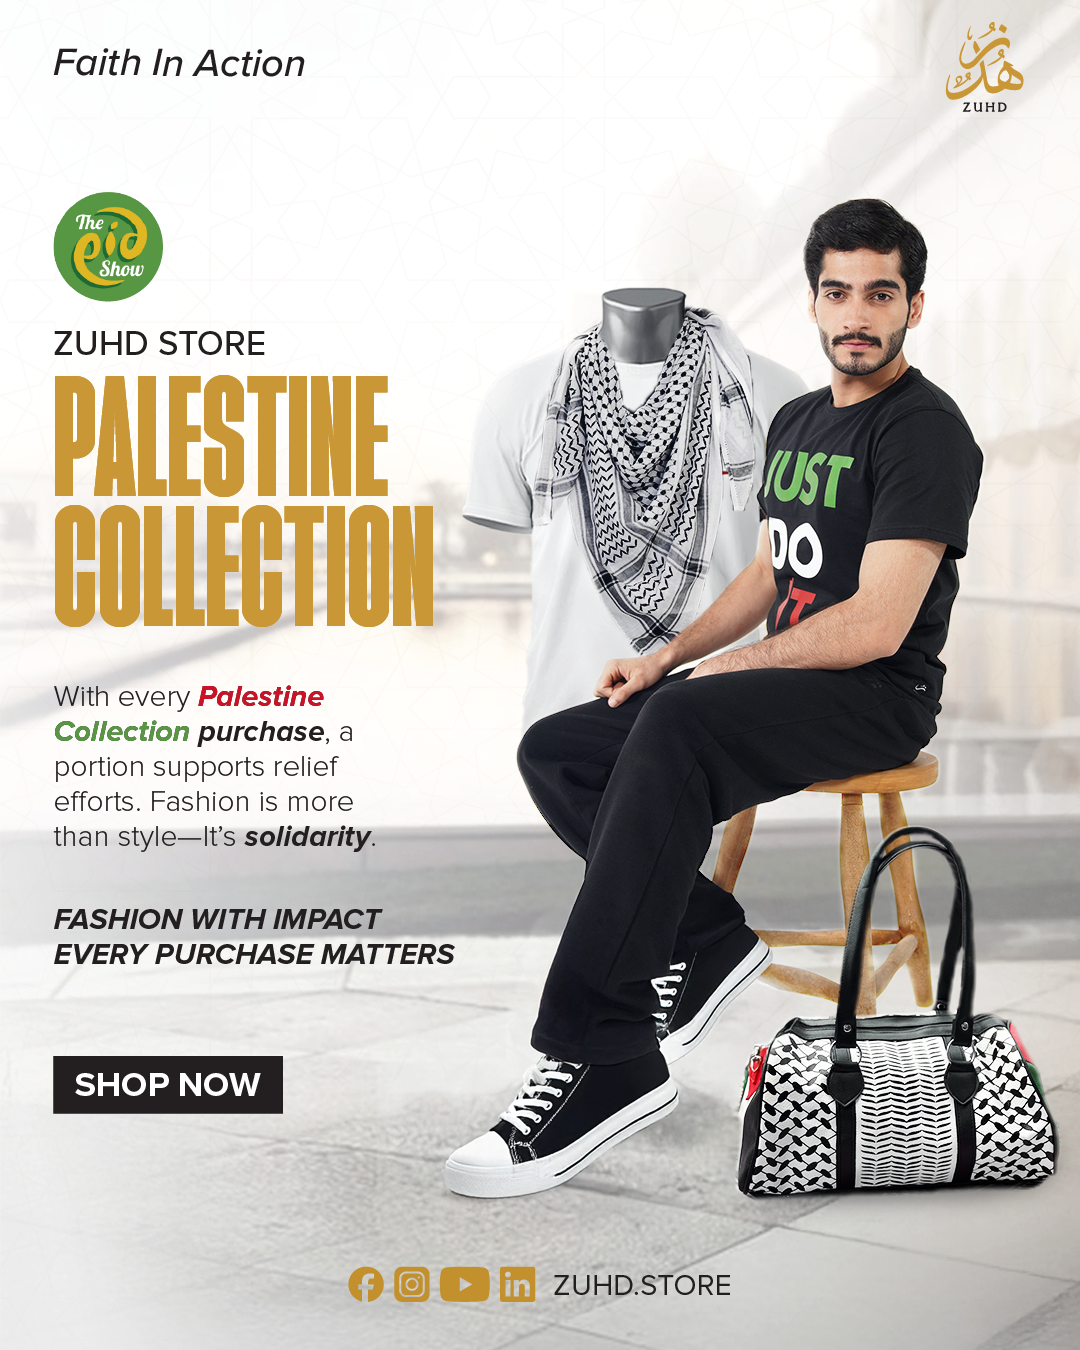 Faith In Action
زهد
ZUHD
The
eid
Show
ZUHD STORE
PALESTINE
COLLECTION
JUST
DO
IT
With every Palestine
Collection purchase, a
portion supports relief
efforts. Fashion is more
than style—It's solidarity.
FASHION WITH IMPACT
EVERY PURCHASE MATTERS
SHOP NOW
ZUHD.STORE